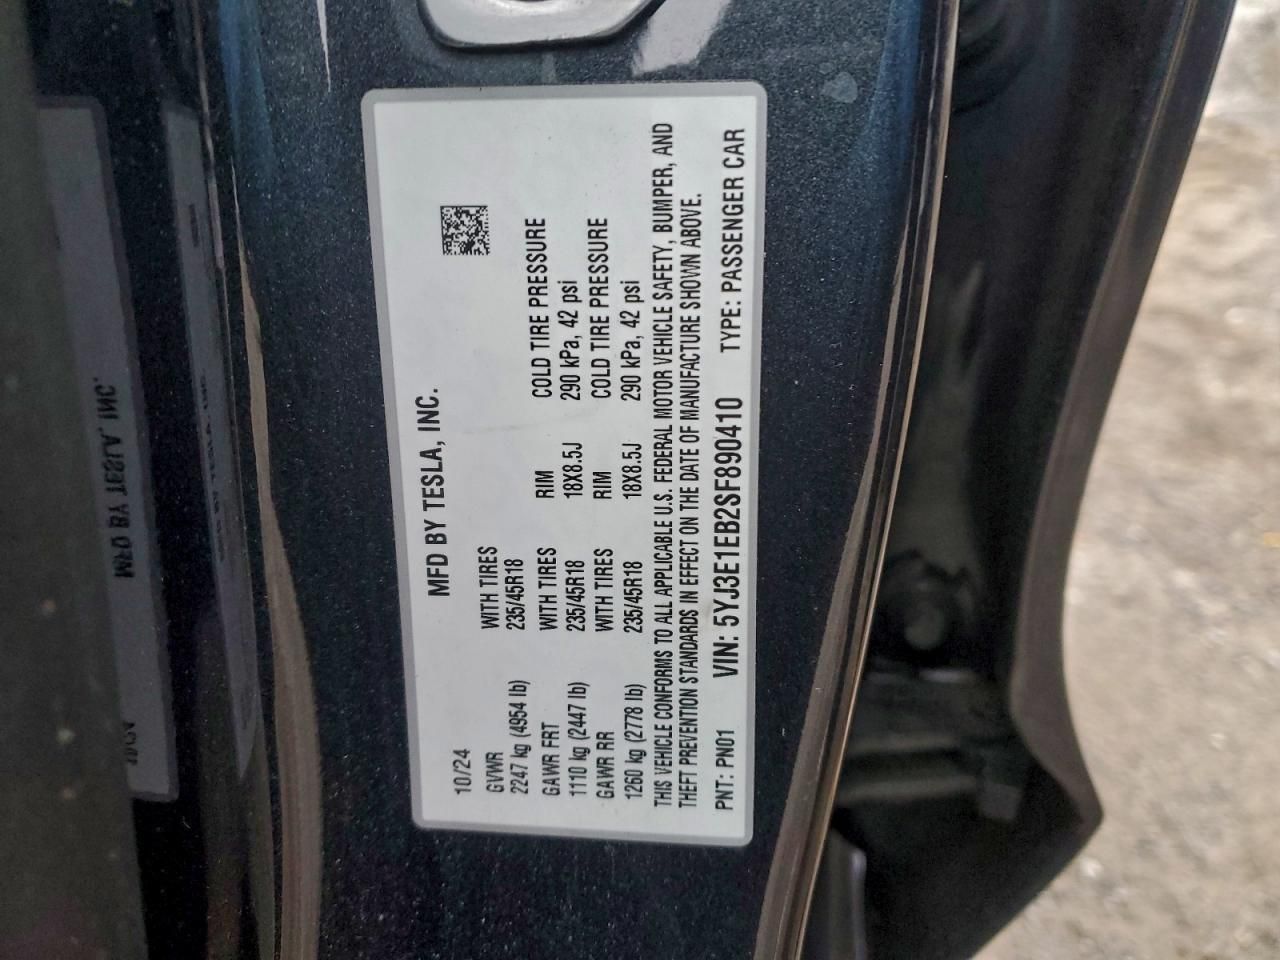 MFD BY TESLA, INC.
10/24
GVWR WITH TIRES
2247 kg (4954 lb) 235/45R18
GAWR FRT WITH TIRES RIM COLD TIRE PRESSURE
1110 kg (2447 lb) 235/45R18 18X8.5J 290 kPa, 42 psi
GAWR RR WITH TIRES RIM COLD TIRE PRESSURE
1260 kg (2778 lb) 235/45R18 18X8.5J 290 kPa, 42 psi
THIS VEHICLE CONFORMS TO ALL APPLICABLE U.S. FEDERAL MOTOR VEHICLE SAFETY, BUMPER, AND
THEFT PREVENTION STANDARDS IN EFFECT ON THE DATE OF MANUFACTURE SHOWN ABOVE.
PNT: PN01 VIN: 5YJ3E1EB2SF890410 TYPE: PASSENGER CAR